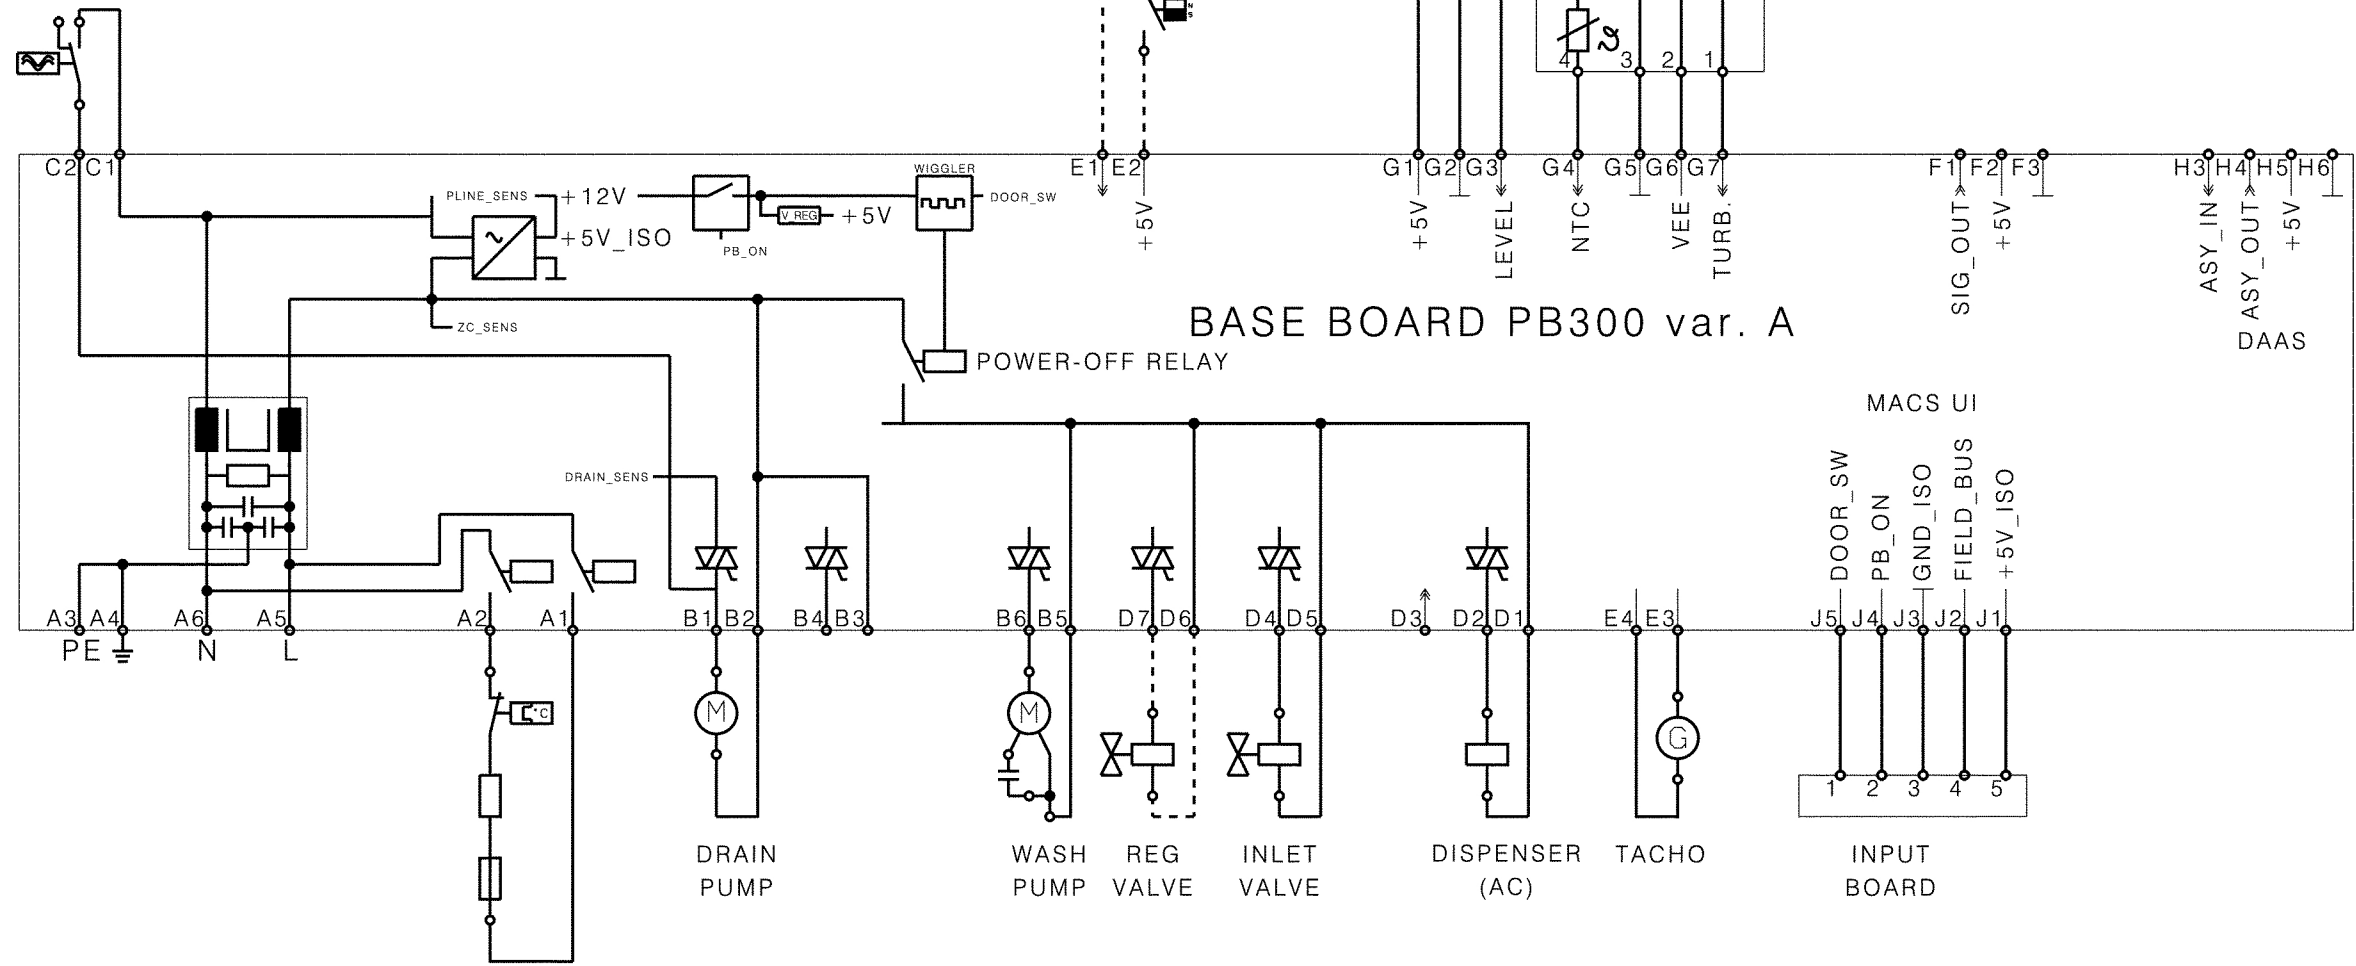 N
S
4 3 2 1
C2 C1 E1 E2 G1 G2 G3 G4 G5 G6 G7 F1 F2 F3 H3 H4 H5 H6
WIGGLER
PLINE_SENS +12V DOOR_SW
V_REG +5V
+5V_ISO
PB_ON
+5V
+5V
LEVEL
NTC
VEE
TURB.
SIG_OUT
+5V
ASY_IN
ASY_OUT
+5V
DAAS
ZC_SENS
BASE BOARD PB300 var. A
POWER-OFF RELAY
MACS UI
DRAIN_SENS
DOOR_SW
PB_ON
GND_ISO
FIELD_BUS
+5V_ISO
A3 A4 A6 A5 A2 A1 B1 B2 B4 B3 B6 B5 D7 D6 D4 D5 D3 D2 D1 E4 E3 J5 J4 J3 J2 J1
PE N L
°C
M M G
1 2 3 4 5
DRAIN
PUMP
WASH
PUMP
REG
VALVE
INLET
VALVE
DISPENSER
(AC)
TACHO
INPUT
BOARD